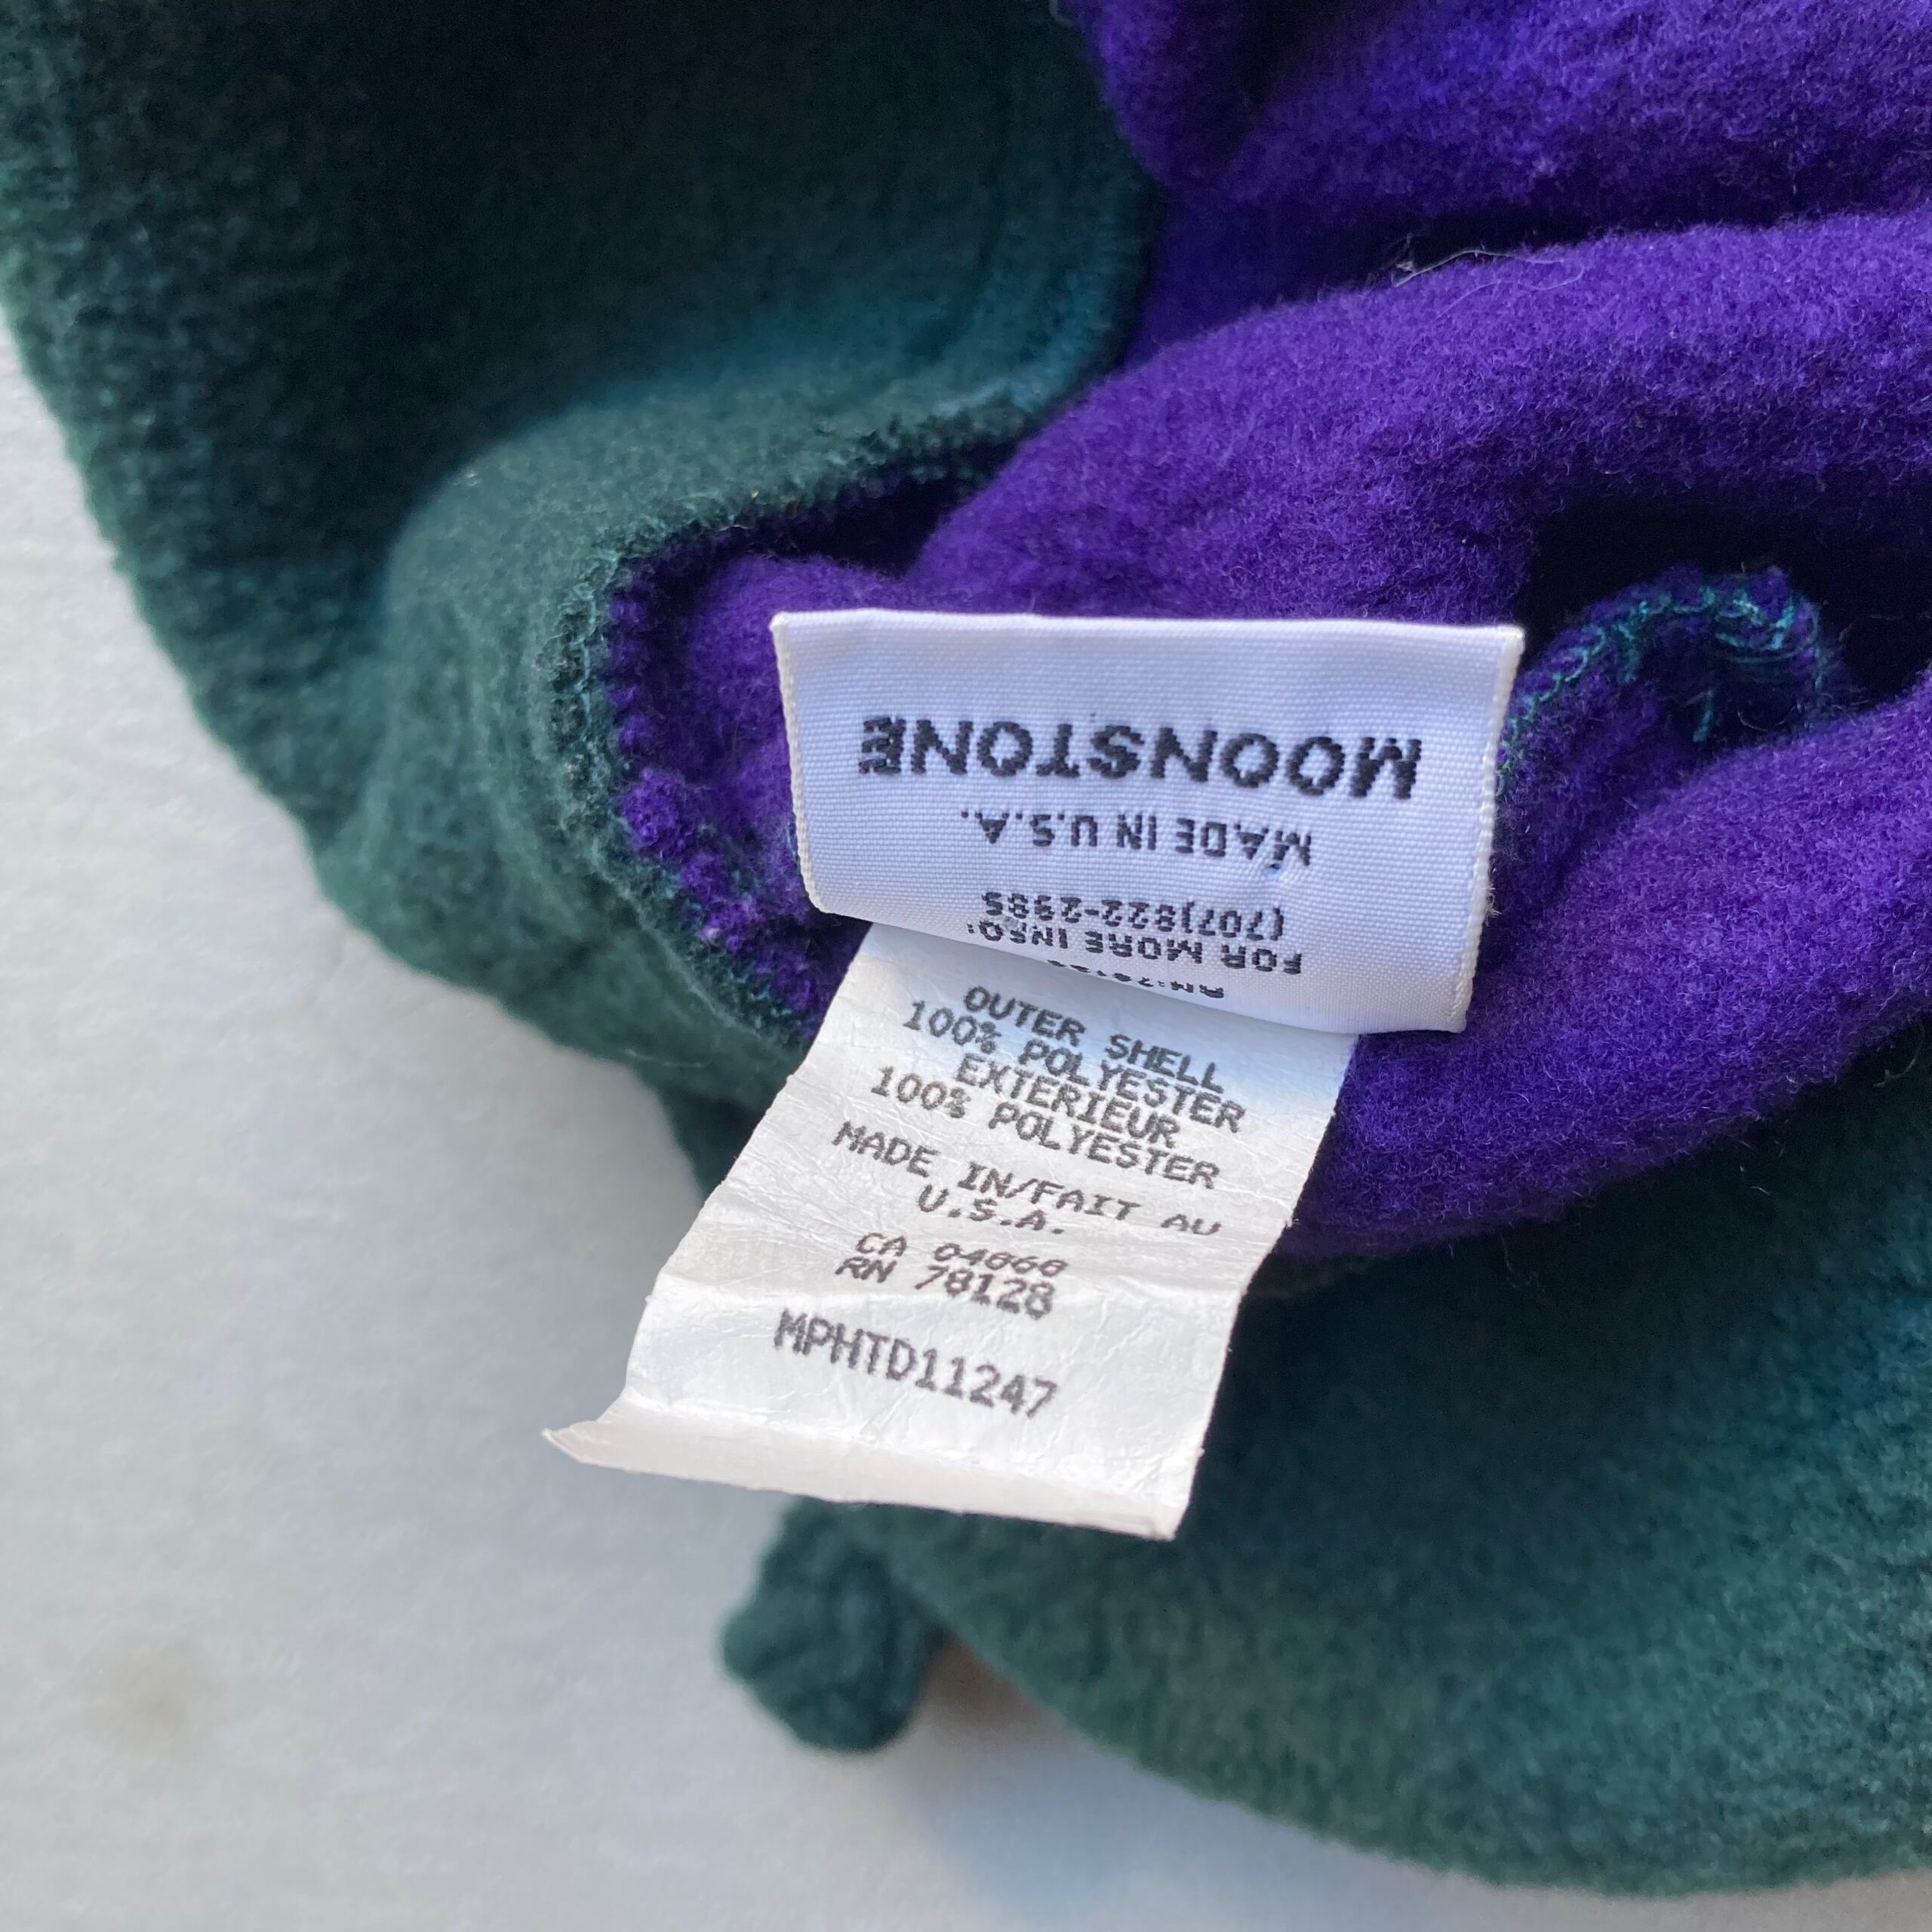 MOONSTONE
MADE IN U.S.A.
(707)822-2985
FOR MORE INFO:
OUTER SHELL
100% POLYESTER
EXTERIEUR
100% POLYESTER
MADE IN/FAIT AU
U.S.A.
CA 04060
RN 78128
MPHTD11247